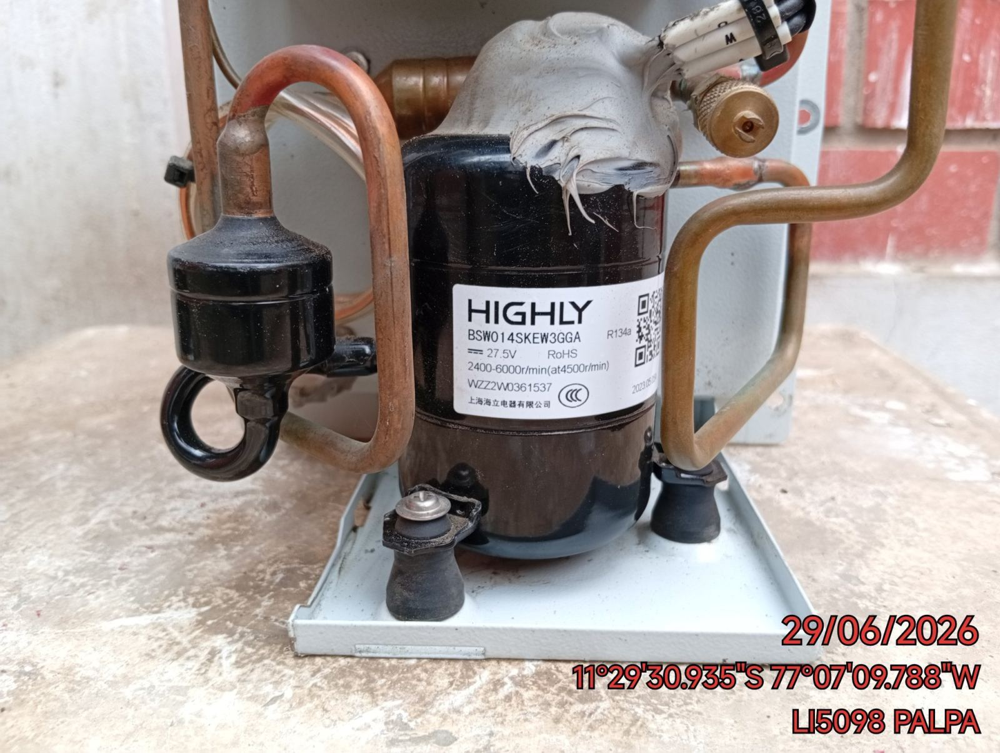 W
HIGHLY
BSW014SKEW3GGA
R134a
27.5V RoHS
2400-6000r/min(at4500r/min)
WZZ2W0361537
上海海立电器有限公司
29/06/2026
11°29'30.935"S 77°07'09.788"W
LI5098 PALPA